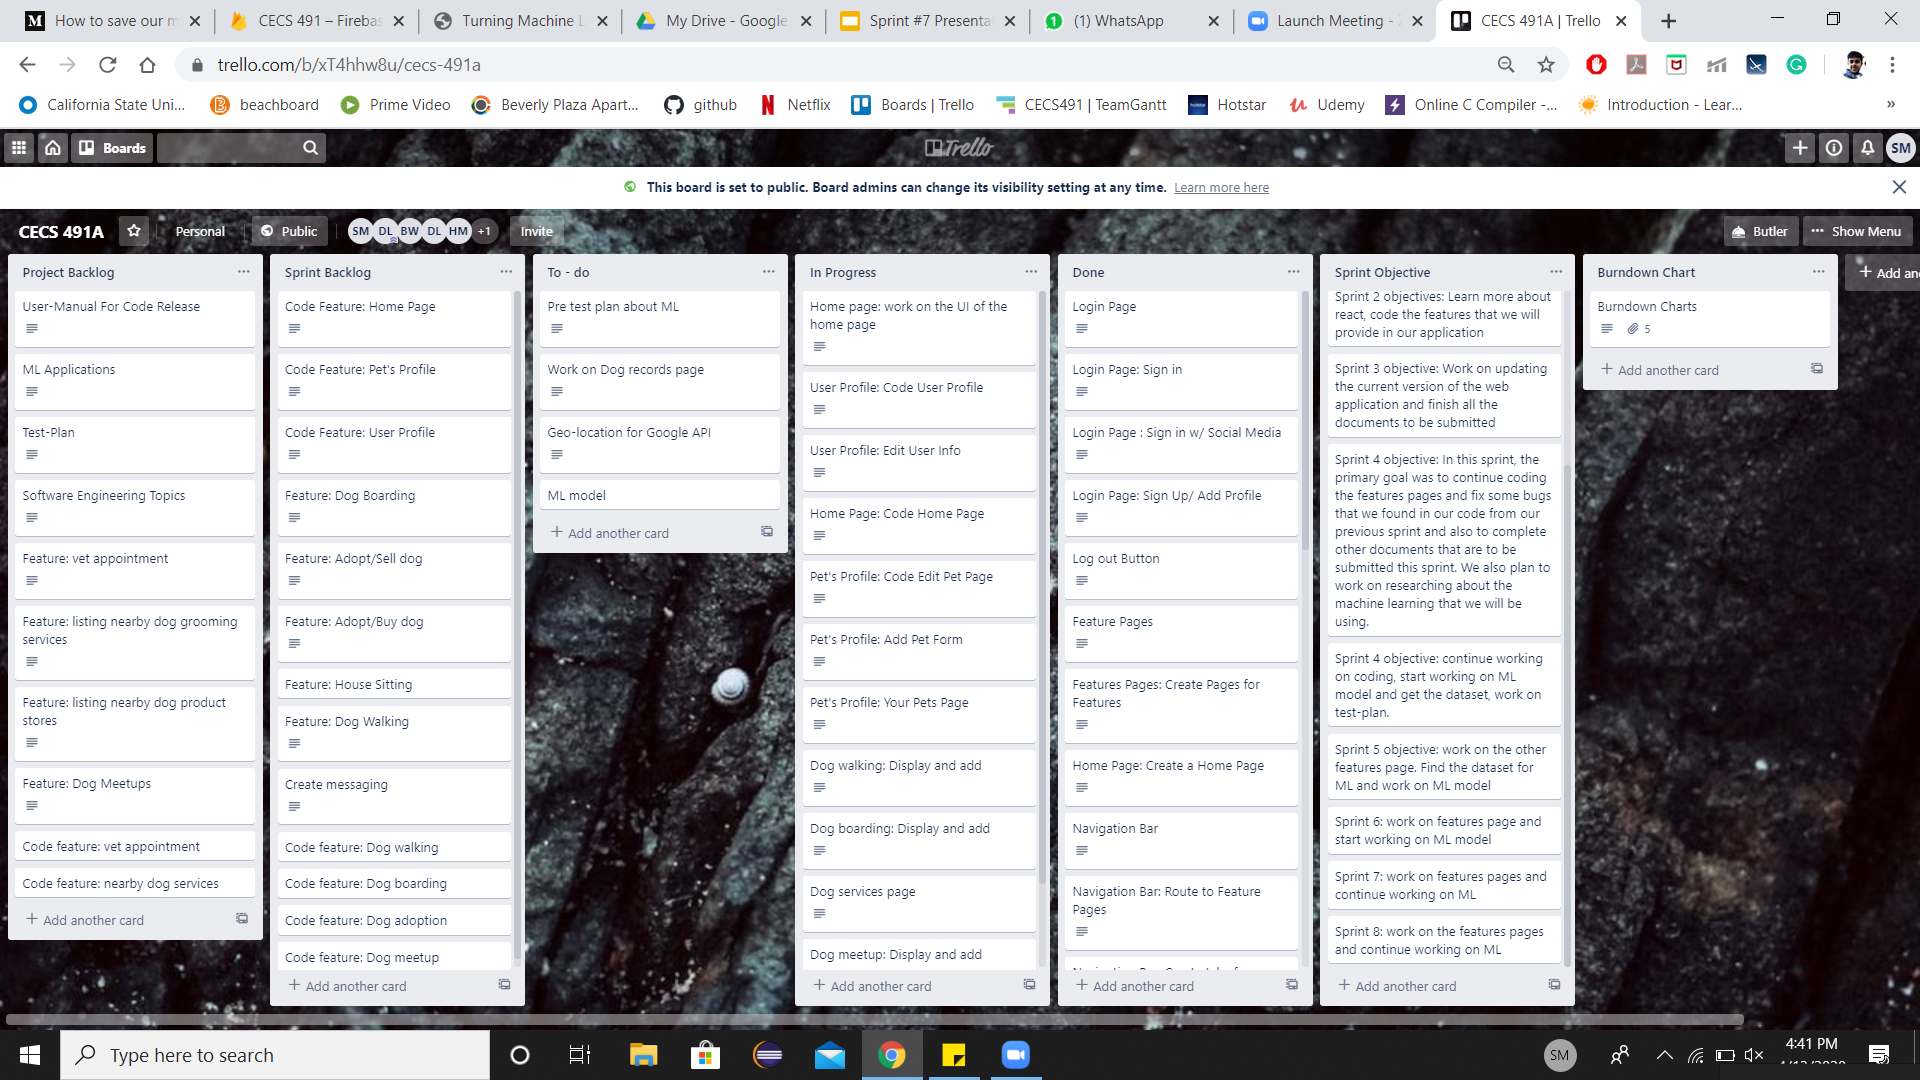 How to save our m
CECS 491 – Firebas
Turning Machine L
My Drive - Google
Sprint #7 Presenta
(1) WhatsApp
Launch Meeting -
CECS 491A | Trello
trello.com/b/xT4hhw8u/cecs-491a
California State Uni...
beachboard
Prime Video
Beverly Plaza Apart...
github
Netflix
Boards | Trello
CECS491 | TeamGantt
Hotstar
Udemy
Online C Compiler -...
Introduction - Lear...
»
Boards
Trello
SM
This board is set to public. Board admins can change its visibility setting at any time. Learn more here
CECS 491A
Personal
Public
SM DL BW DL HM +1
Invite
Butler
Show Menu
Project Backlog
User-Manual For Code Release
ML Applications
Test-Plan
Software Engineering Topics
Feature: vet appointment
Feature: listing nearby dog grooming
services
Feature: listing nearby dog product
stores
Feature: Dog Meetups
Code feature: vet appointment
Code feature: nearby dog services
+ Add another card
Sprint Backlog
Code Feature: Home Page
Code Feature: Pet's Profile
Code Feature: User Profile
Feature: Dog Boarding
Feature: Adopt/Sell dog
Feature: Adopt/Buy dog
Feature: House Sitting
Feature: Dog Walking
Create messaging
Code feature: Dog walking
Code feature: Dog boarding
Code feature: Dog adoption
Code feature: Dog meetup
+ Add another card
To - do
Pre test plan about ML
Work on Dog records page
Geo-location for Google API
ML model
+ Add another card
In Progress
Home page: work on the UI of the
home page
User Profile: Code User Profile
User Profile: Edit User Info
Home Page: Code Home Page
Pet's Profile: Code Edit Pet Page
Pet's Profile: Add Pet Form
Pet's Profile: Your Pets Page
Dog walking: Display and add
Dog boarding: Display and add
Dog services page
Dog meetup: Display and add
+ Add another card
Done
Login Page
Login Page: Sign in
Login Page : Sign in w/ Social Media
Login Page: Sign Up/ Add Profile
Log out Button
Feature Pages
Features Pages: Create Pages for
Features
Home Page: Create a Home Page
Navigation Bar
Navigation Bar: Route to Feature
Pages
+ Add another card
Sprint Objective
Sprint 2 objectives: Learn more about
react, code the features that we will
provide in our application
Sprint 3 objective: Work on updating
the current version of the web
application and finish all the
documents to be submitted
Sprint 4 objective: In this sprint, the
primary goal was to continue coding
the features pages and fix some bugs
that we found in our code from our
previous sprint and also to complete
other documents that are to be
submitted this sprint. We also plan to
work on researching about the
machine learning that we will be
using.
Sprint 4 objective: continue working
on coding, start working on ML
model and get the dataset, work on
test-plan.
Sprint 5 objective: work on the other
features page. Find the dataset for
ML and work on ML model
Sprint 6: work on features page and
start working on ML model
Sprint 7: work on features pages and
continue working on ML
Sprint 8: work on the features pages
and continue working on ML
+ Add another card
Burndown Chart
Burndown Charts
5
+ Add another card
+ Add an
Type here to search
SM
4:41 PM